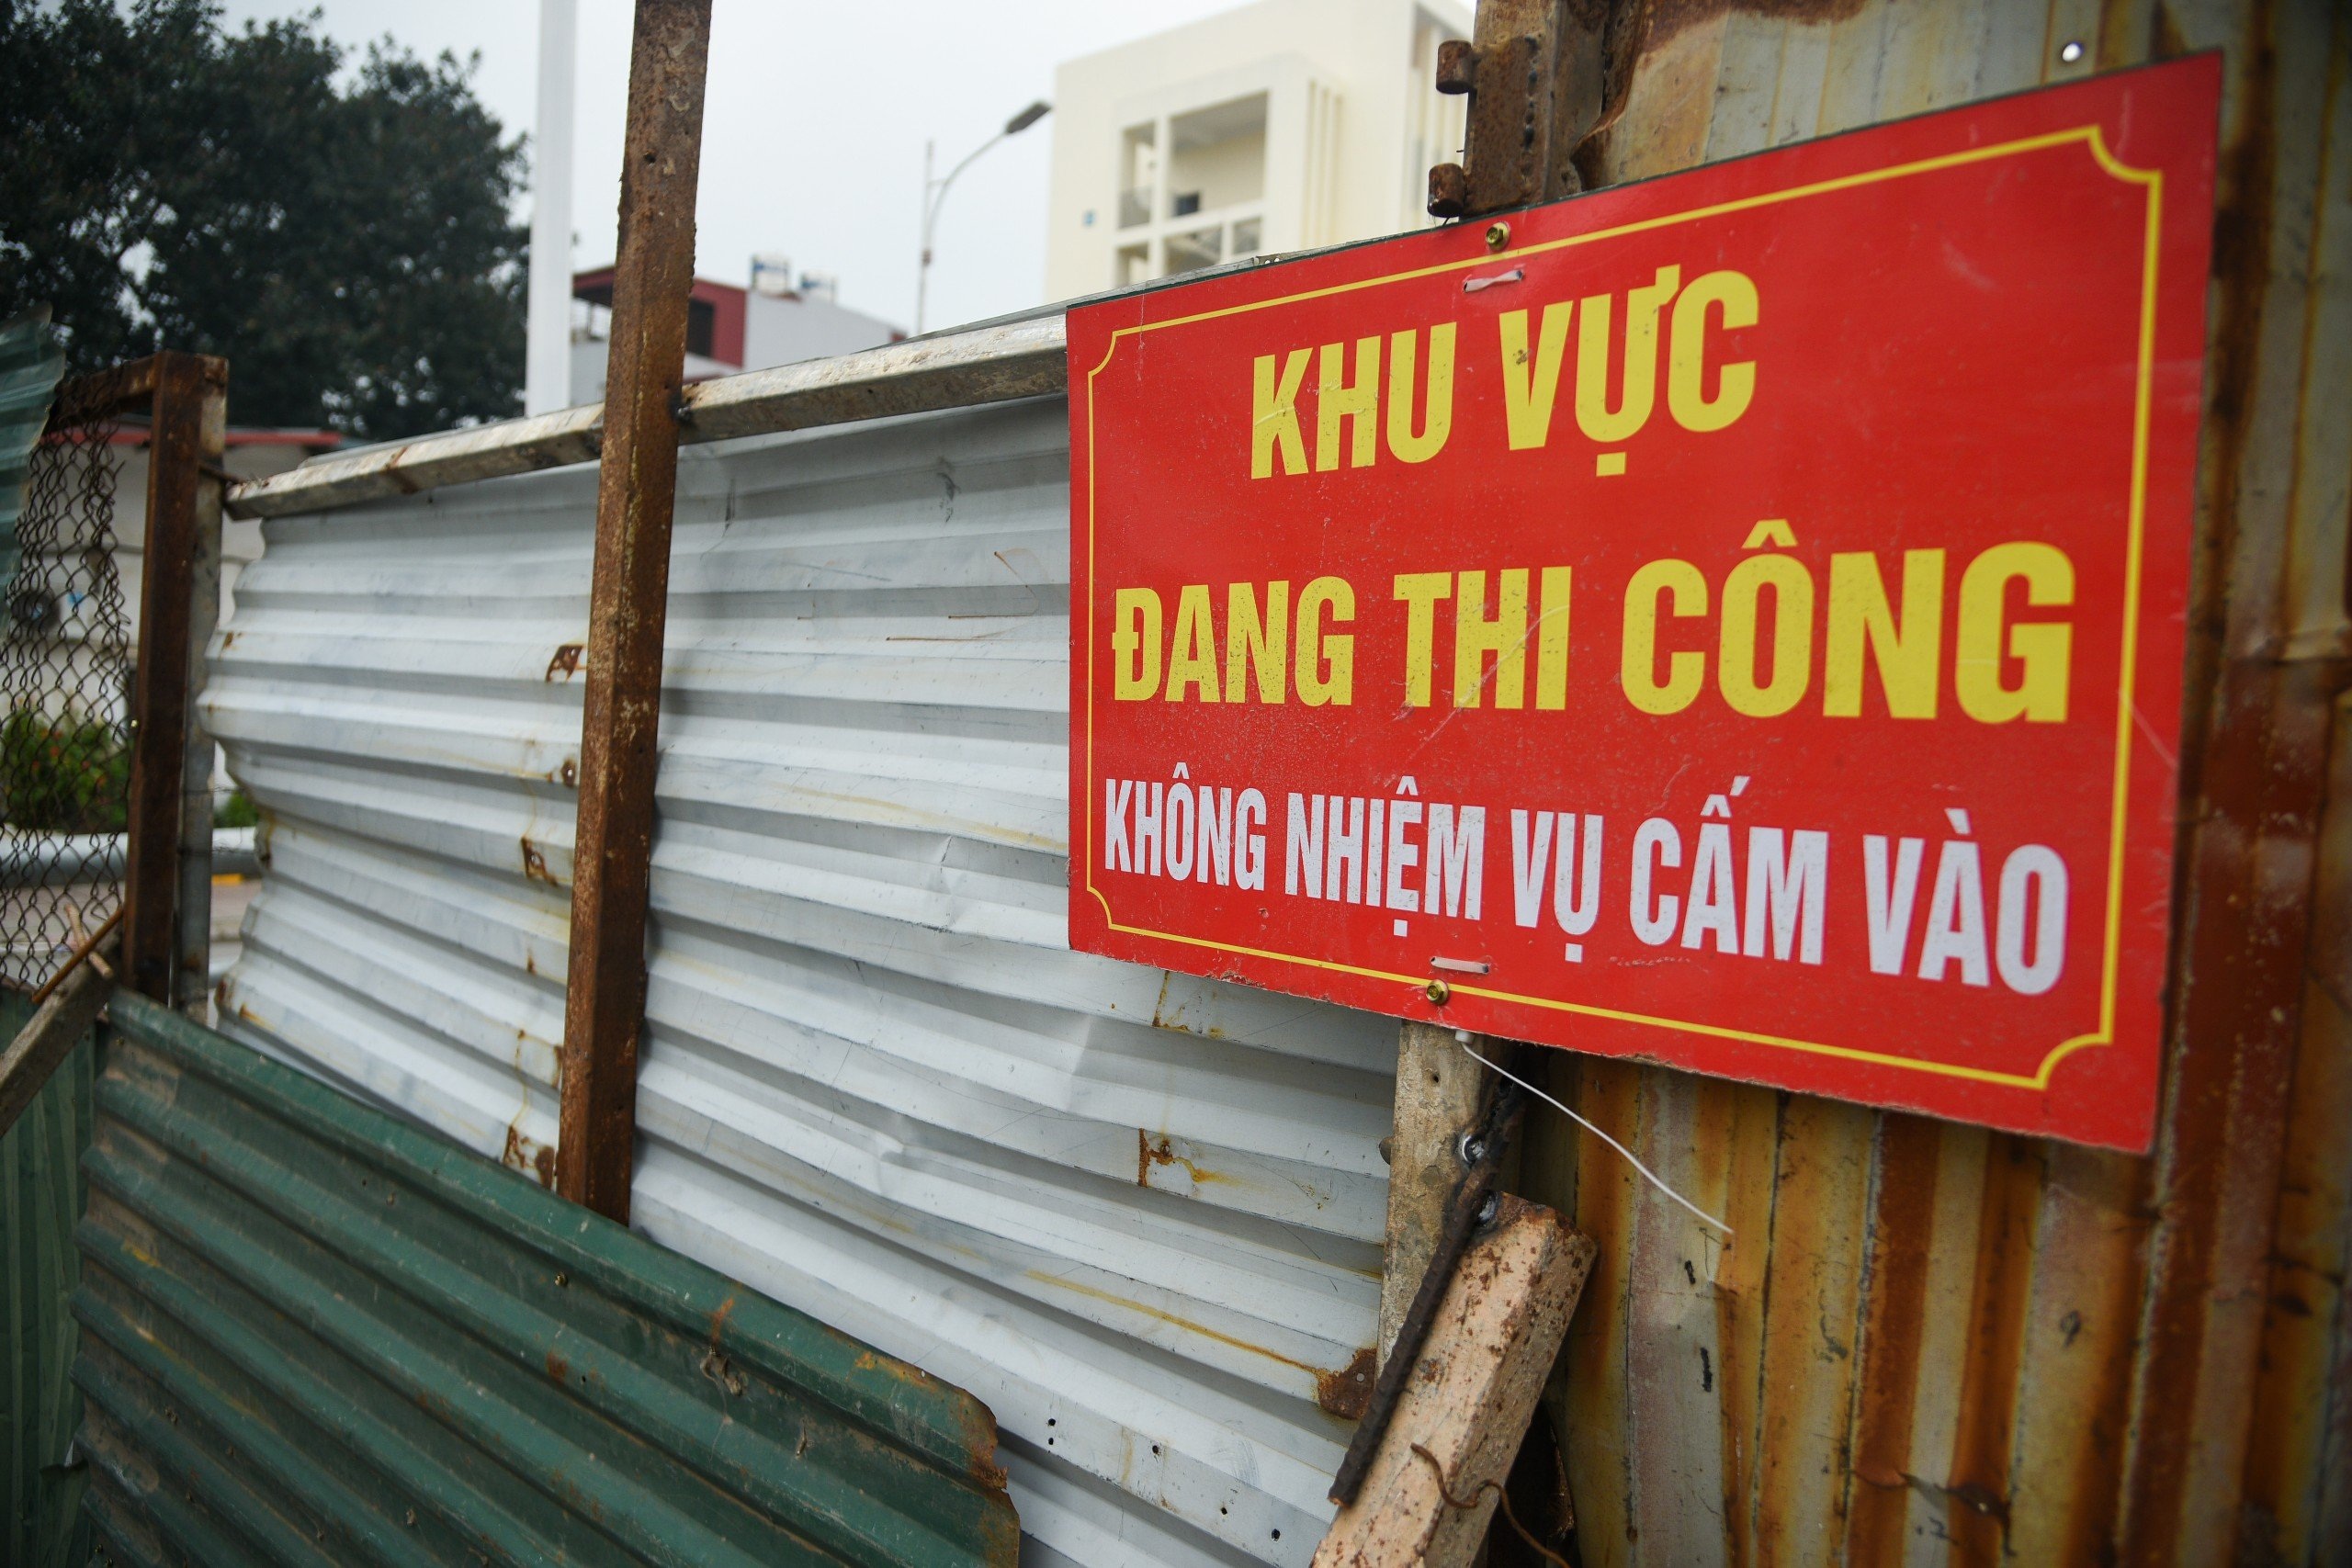 KHU VỰC
ĐANG THI CÔNG
KHÔNG NHIỆM VỤ CẤM VÀO